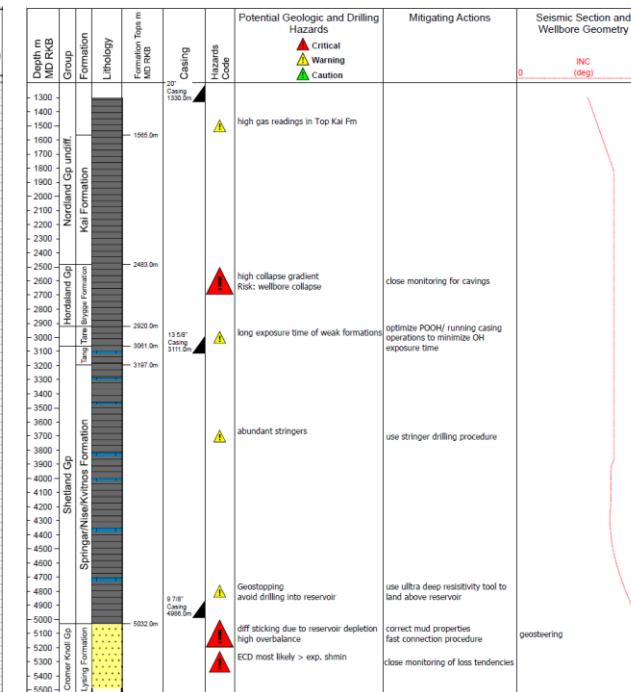 Depth m
MD RKB
Group
Formation
Lithology
Formation Tops m
MD RKB
Casing
Hazards
Code
Potential Geologic and Drilling
Hazards
Critical
Warning
Caution
Mitigating Actions
Seismic Section and
Wellbore Geometry
INC
0 (deg)
20"
Casing
1330.0m
1300
1400
1500
1600
1700
1800
1900
2000
2100
2200
2300
2400
2500
2600
2700
2800
2900
3000
3100
3200
3300
3400
3500
3600
3700
3800
3900
4000
4100
4200
4300
4400
4500
4600
4700
4800
4900
5000
5100
5200
5300
5400
5500
Nordland Gp undiff.
Hordaland Gp
Shetland Gp
Cromer Knoll Gp
Kai Formation
Brygge Formation
Tare
Tang
Springar/Nise/Kvitnos Formation
Lysing Formation
1565.0m
2483.0m
2920.0m
3061.0m
3197.0m
5032.0m
13 5/8"
Casing
3111.0m
9 7/8"
Casing
4986.0m
high gas readings in Top Kai Fm
high collapse gradient
Risk: wellbore collapse
close monitoring for cavings
long exposure time of weak formations
optimize POOH/ running casing
operations to minimize OH
exposure time
abundant stringers
use stringer drilling procedure
Geostopping
avoid drilling into reservoir
use ulltra deep resisitivity tool to
land above reservoir
diff sticking due to reservoir depletion
high overbalance
correct mud properties
fast connection procedure
geosteering
ECD most likely > exp. shmin
close monitoring of loss tendencies